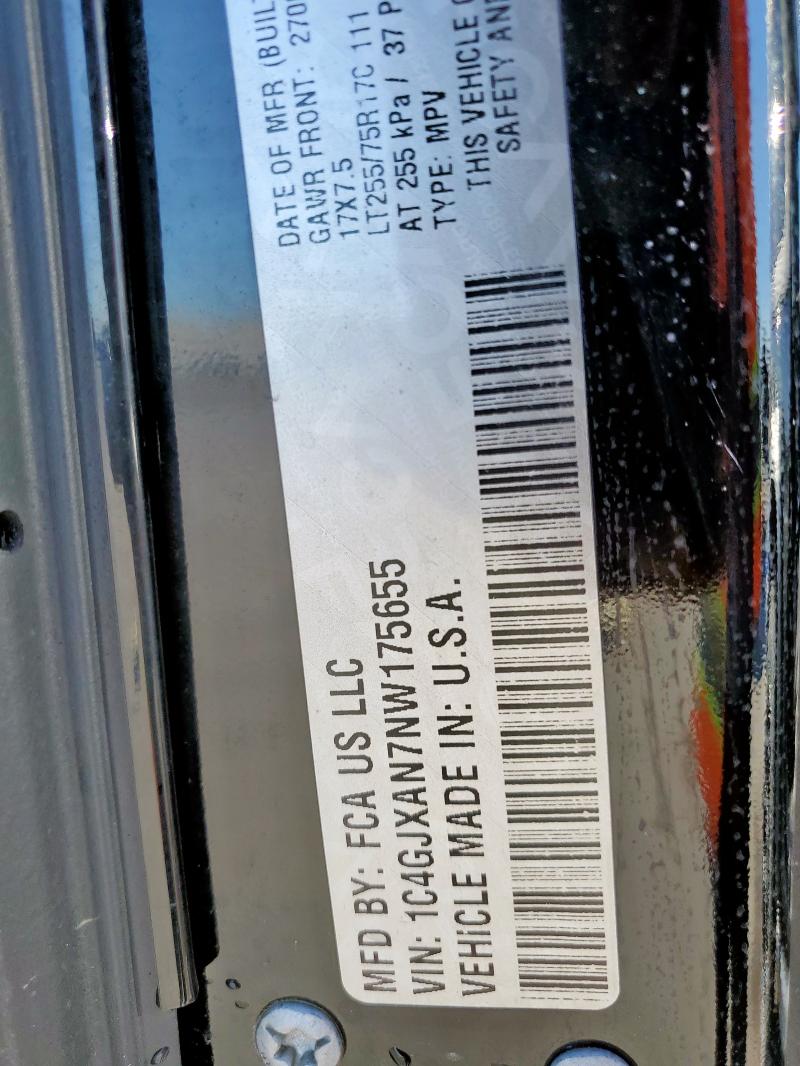 MFD BY: FCA US LLC
VIN: 1C4GJXAN7NW175655
VEHICLE MADE IN: U.S.A.
DATE OF MFR (BUIL
GAWR FRONT: 270
17X7.5
LT255/75R17C 111
AT 255 kPa / 37 P
TYPE: MPV
THIS VEHICLE
SAFETY AND